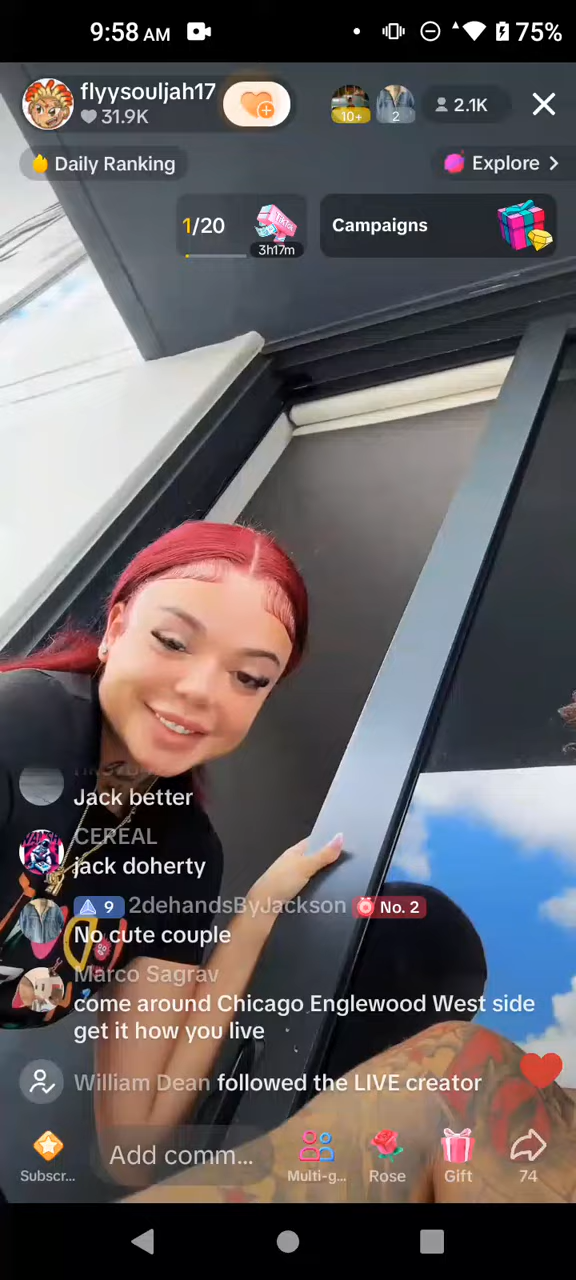 9:58 AM
75%
flyysouljah17
31.9K
10+
2
2.1K
Daily Ranking
Explore >
1/20
TikTok
3h17m
Campaigns
Jack better
CEREAL
jack doherty
9 2dehandsByJackson No. 2
No cute couple
Marco Sagrav
come around Chicago Englewood West side
get it how you live
William Dean followed the LIVE creator
Add comm...
Subscr...
Multi-g...
Rose
Gift
74